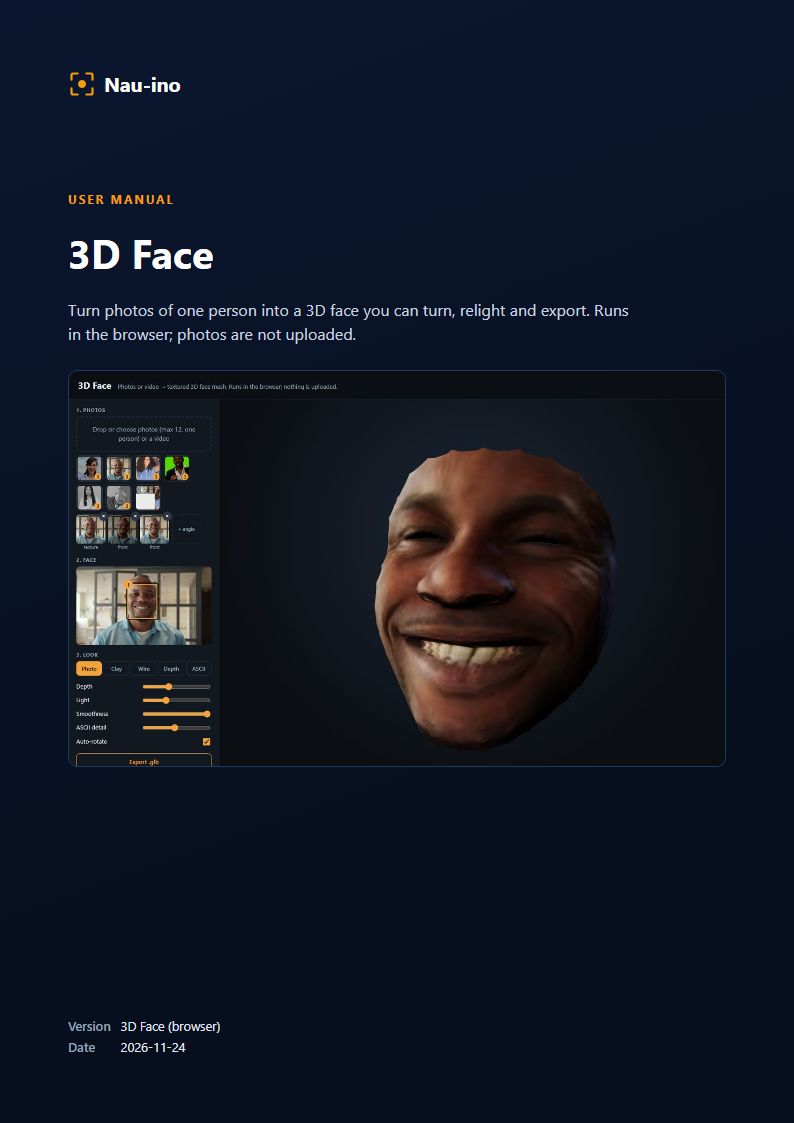 Nau-ino
USER MANUAL
3D Face
Turn photos of one person into a 3D face you can turn, relight and export. Runs
in the browser; photos are not uploaded.
3D Face Photos or video → textured 3D face mesh. Runs in the browser; nothing is uploaded.
1. PHOTOS
Drop or choose photos (max 12, one
person) or a video
+ angle
texture front front
2. FACE
3. LOOK
Photo Clay Wire Depth ASCII
Depth
Light
Smoothness
ASCII detail
Auto-rotate
Export .glb
Version 3D Face (browser)
Date 2026-11-24